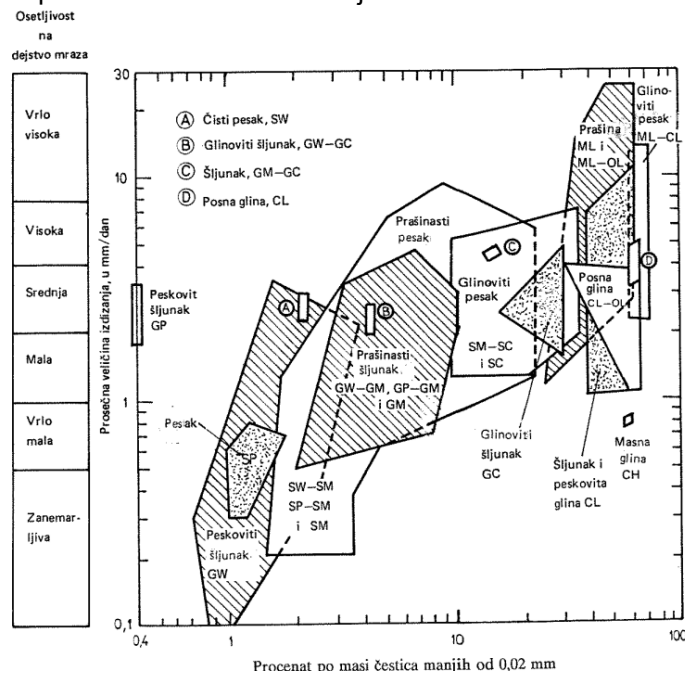 Osetljivost
na
dejstvo mraza
Vrlo
visoka
Visoka
Srednja
Mala
Vrlo
mala
Zanemar-
ljiva
Prosečna veličina izdizanja, u mm/dan
30
10
1
0,1
0,4
1
10
100
Procenat po masi čestica manjih od 0,02 mm
A Čisti pesak, SW
B Glinoviti šljunak, GW–GC
C Šljunak, GM–GC
D Posna glina, CL
Peskovit
šljunak
GP
A
B
C
D
Pesak
SP
Peskoviti
šljunak
GW
SW–SM
SP–SM
i SM
Prašinasti
šljunak
GW–GM, GP–GM
i GM
Prašinasti
pesak
Glinoviti
pesak
SM–SC
i SC
Glinoviti
šljunak
GC
Šljunak i
peskovita
glina CL
Masna
glina
CH
Posna
glina
CL–OL
Prašina
ML i
ML–OL
Glino-
viti
pesak
ML–CL